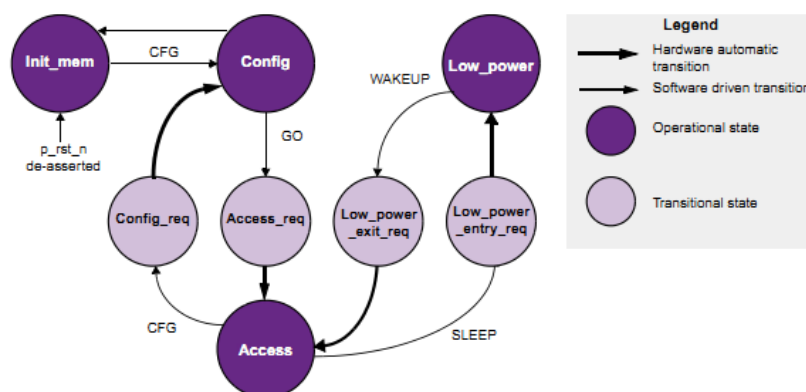 Legend
Hardware automatic
transition
Software driven transition
Operational state
Transitional state
Init_mem
CFG
Config
WAKEUP
Low_power
p_rst_n
de-asserted
GO
Config_req
Access_req
Low_power
_exit_req
Low_power
_entry_req
CFG
Access
SLEEP